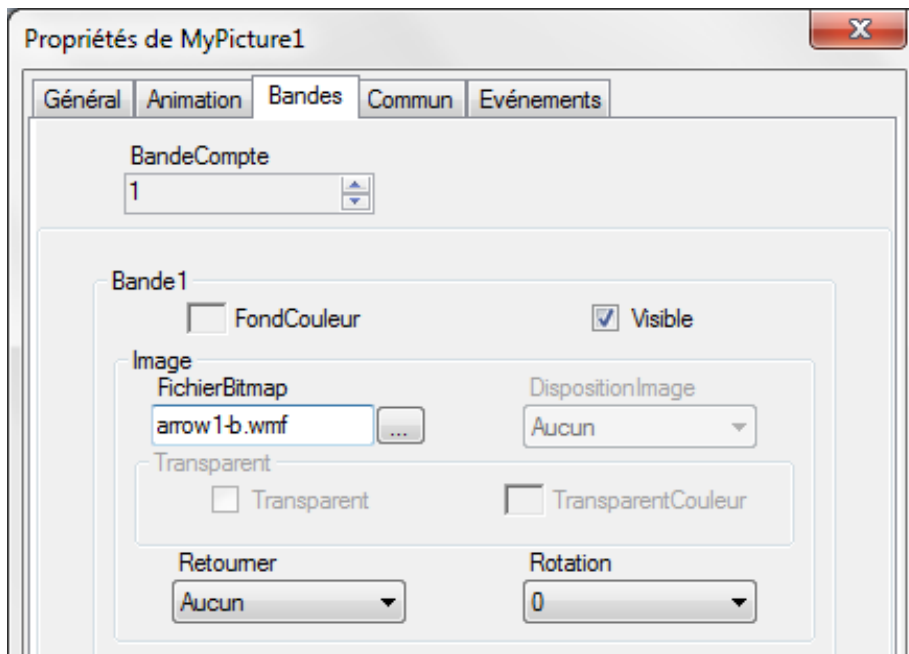 Propriétés de MyPicture1
Général Animation Bandes Commun Evénements
BandeCompte
1
Bande1
FondCouleur Visible
Image
FichierBitmap DispositionImage
arrow1-b.wmf ... Aucun
Transparent
Transparent TransparentCouleur
Retourner Rotation
Aucun 0